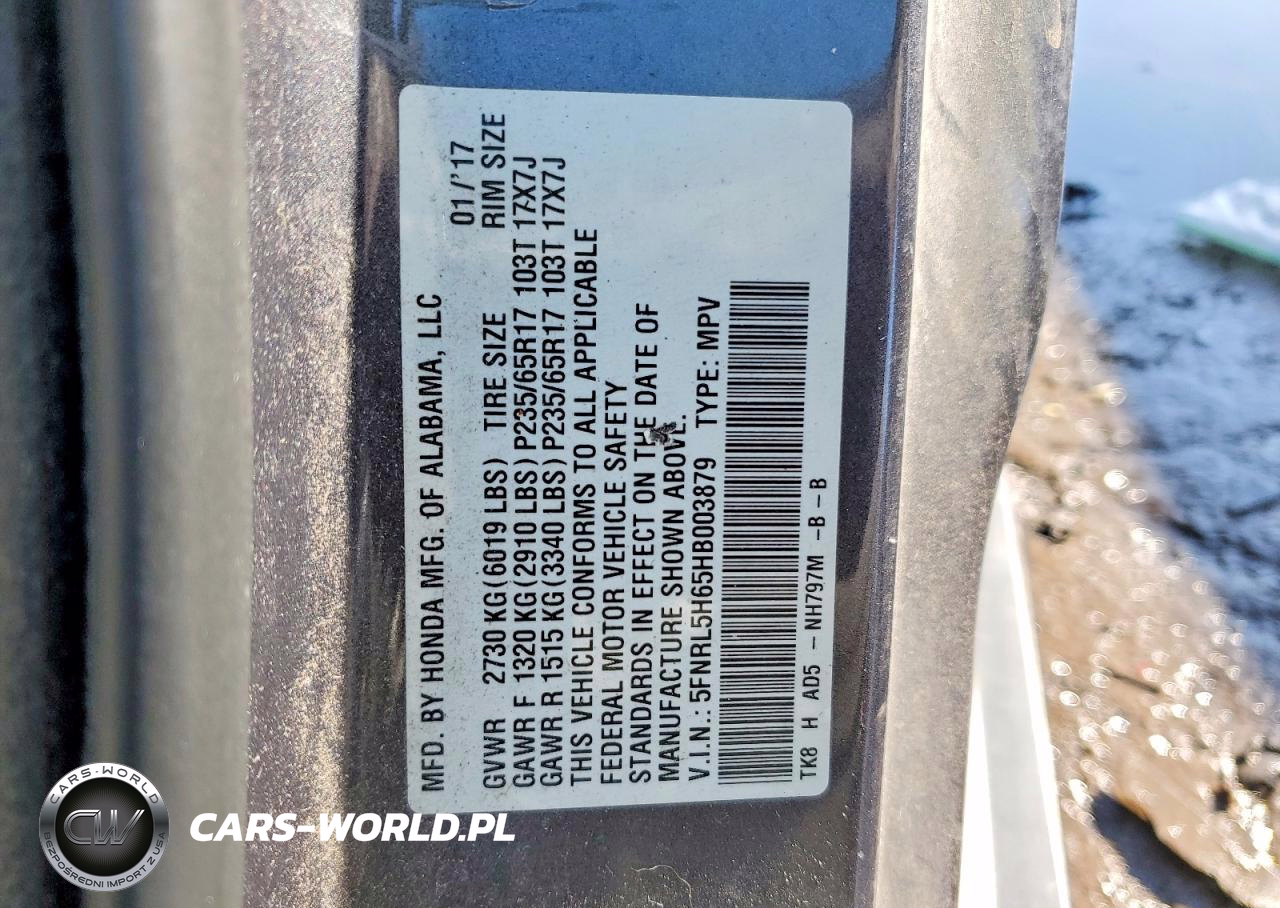 MFD. BY HONDA MFG. OF ALABAMA, LLC
01/'17
GVWR 2730 KG(6019 LBS) TIRE SIZE RIM SIZE
GAWR F 1320 KG(2910 LBS) P235/65R17 103T 17X7J
GAWR R 1515 KG(3340 LBS) P235/65R17 103T 17X7J
THIS VEHICLE CONFORMS TO ALL APPLICABLE
FEDERAL MOTOR VEHICLE SAFETY
STANDARDS IN EFFECT ON THE DATE OF
MANUFACTURE SHOWN ABOVE.
V.I.N.: 5FNRL5H65HB003879 TYPE: MPV
TK8 H AD5 -NH797M -B-B
CARS-WORLD
CW
BEZPOŚREDNI IMPORT Z USA
CARS-WORLD.PL